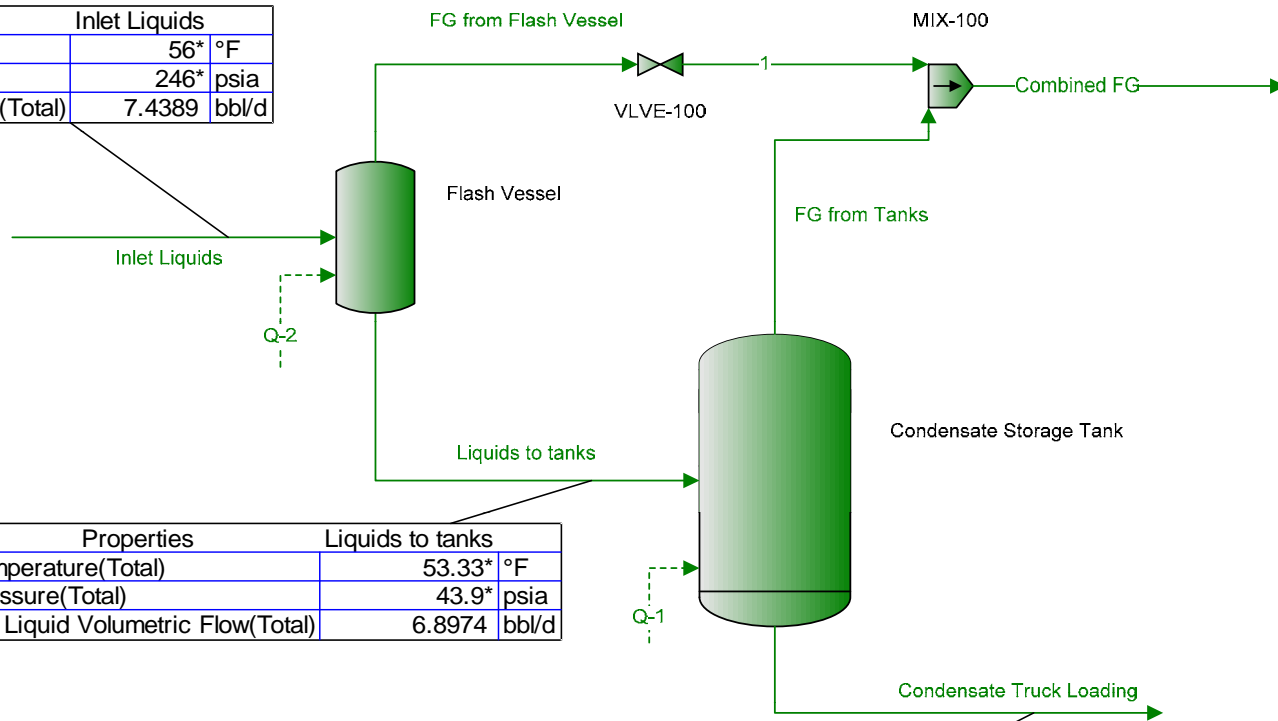 Inlet Liquids
56* °F
246* psia
(Total) 7.4389 bbl/d
FG from Flash Vessel
MIX-100
1
Combined FG
VLVE-100
Flash Vessel
FG from Tanks
Inlet Liquids
Q-2
Condensate Storage Tank
Liquids to tanks
Properties Liquids to tanks
mperature(Total) 53.33* °F
ssure(Total) 43.9* psia
Liquid Volumetric Flow(Total) 6.8974 bbl/d
Q-1
Condensate Truck Loading